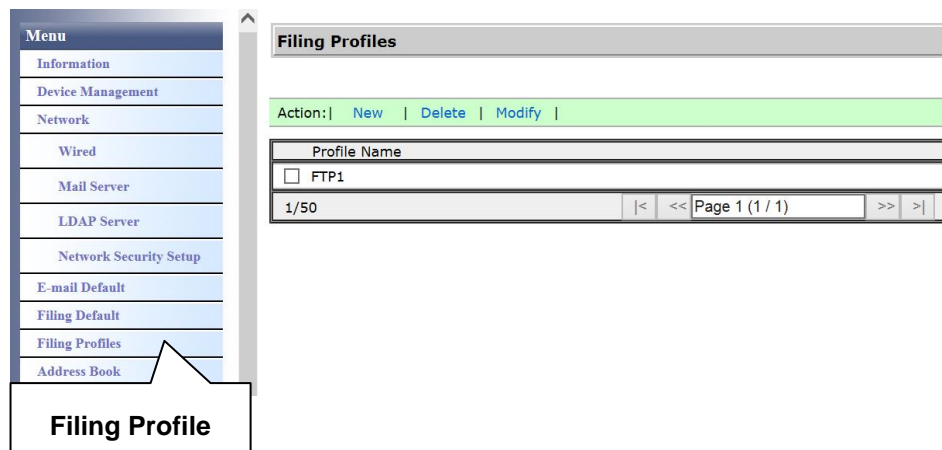 Menu
Information
Device Management
Network
Wired
Mail Server
LDAP Server
Network Security Setup
E-mail Default
Filing Default
Filing Profiles
Address Book
Filing Profile
Filing Profiles
Action:| New | Delete | Modify |
Profile Name
FTP1
1/50 |< << Page 1 (1 / 1) >> >|